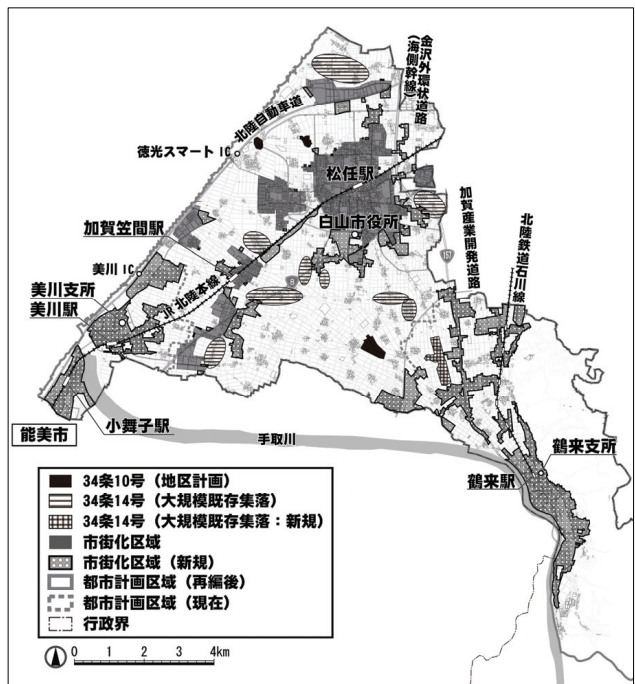 金沢外環状道路
（海側幹線）
北陸自動車道
徳光スマートIC
松任駅
白山市役所
加賀笠間駅
加賀産業開発道路
北陸鉄道石川線
157
8
美川IC
美川支所
美川駅
JR北陸本線
小舞子駅
能美市
手取川
鶴来支所
鶴来駅
34条10号（地区計画）
34条14号（大規模既存集落）
34条14号（大規模既存集落：新規）
市街化区域
市街化区域（新規）
都市計画区域（再編後）
都市計画区域（現在）
行政界
0 1 2 3 4km